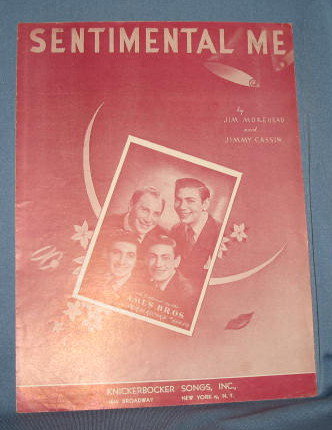 SENTIMENTAL ME
by
JIM MOREHEAD
and
JIMMY CASSIN
AMES BROS
KNICKERBOCKER SONGS, INC.,
BROADWAY NEW YORK N.Y.